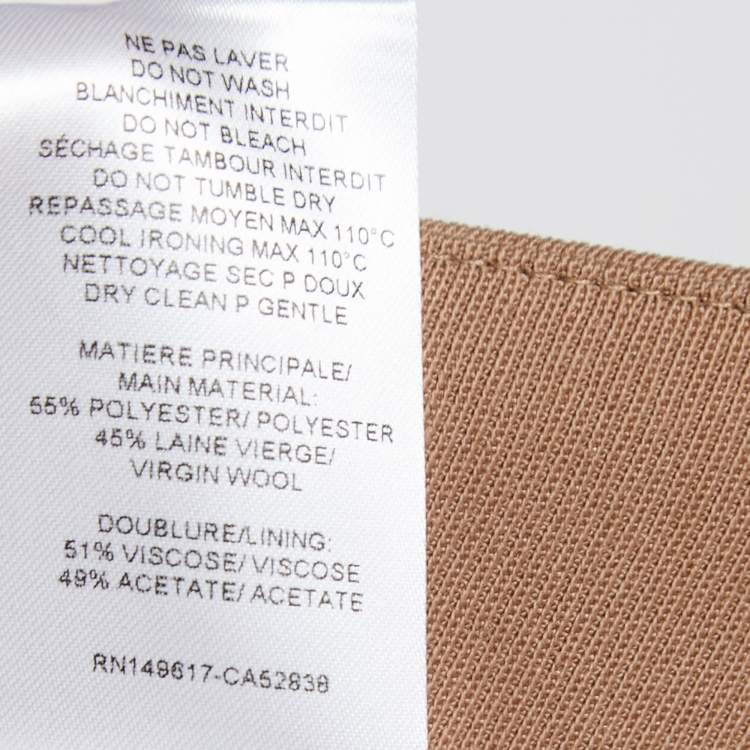 NE PAS LAVER
DO NOT WASH
BLANCHIMENT INTERDIT
DO NOT BLEACH
SÉCHAGE TAMBOUR INTERDIT
DO NOT TUMBLE DRY
REPASSAGE MOYEN MAX 110°C
COOL IRONING MAX 110°C
NETTOYAGE SEC P DOUX
DRY CLEAN P GENTLE
MATIERE PRINCIPALE/
MAIN MATERIAL:
55% POLYESTER/ POLYESTER
45% LAINE VIERGE/
VIRGIN WOOL
DOUBLURE/LINING:
51% VISCOSE/ VISCOSE
49% ACETATE/ ACETATE
RN149617-CA52838